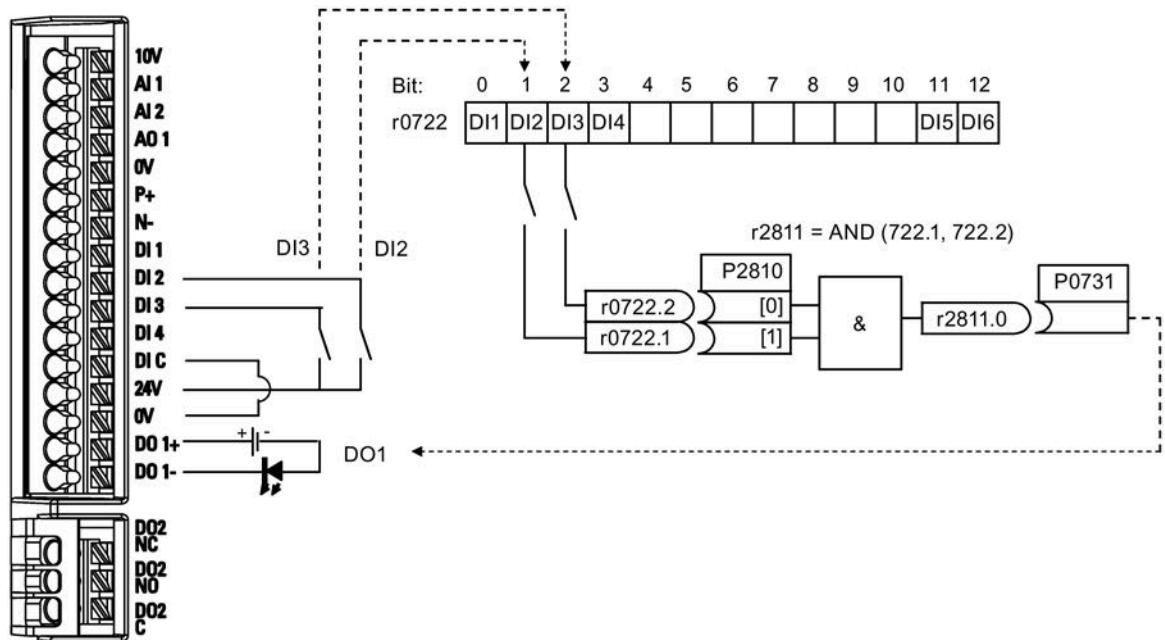 10V
AI 1
AI 2
AO 1
0V
P+
N-
DI 1
DI 2
DI 3
DI 4
DI C
24V
0V
DO 1+
DO 1-
DO2
NC
DO2
NO
DO2
C
DI3
DI2
+ -
DO1
Bit: 0 1 2 3 4 5 6 7 8 9 10 11 12
r0722 DI1 DI2 DI3 DI4 DI5 DI6
r2811 = AND (722.1, 722.2)
P2810
r0722.2 [0]
r0722.1 [1]
&
r2811.0
P0731